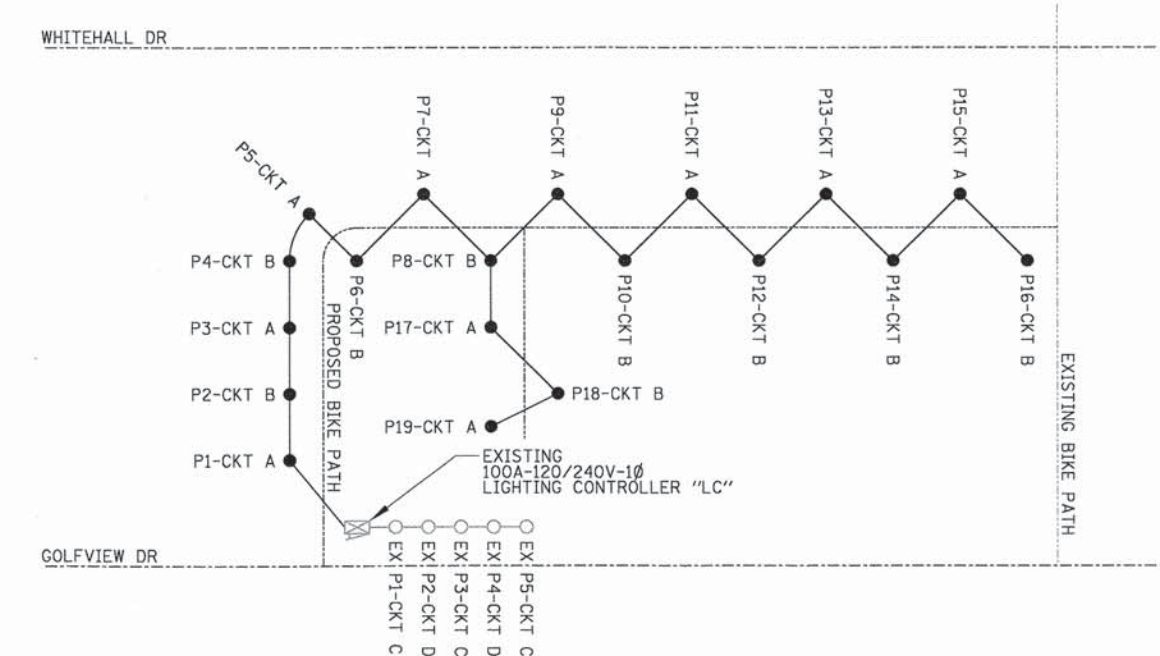 WHITEHALL DR
P5-CKT A
P7-CKT A
P9-CKT A
P11-CKT A
P13-CKT A
P15-CKT A
P4-CKT B
P6-CKT B
P8-CKT B
P10-CKT B
P12-CKT B
P14-CKT B
P16-CKT B
P3-CKT A
P17-CKT A
P2-CKT B
P18-CKT B
P19-CKT A
P1-CKT A
PROPOSED BIKE PATH
EXISTING BIKE PATH
EXISTING
100A-120/240V-1Ø
LIGHTING CONTROLLER "LC"
GOLFVIEW DR
EX P1-CKT C
EX P2-CKT D
EX P3-CKT C
EX P4-CKT D
EX P5-CKT C